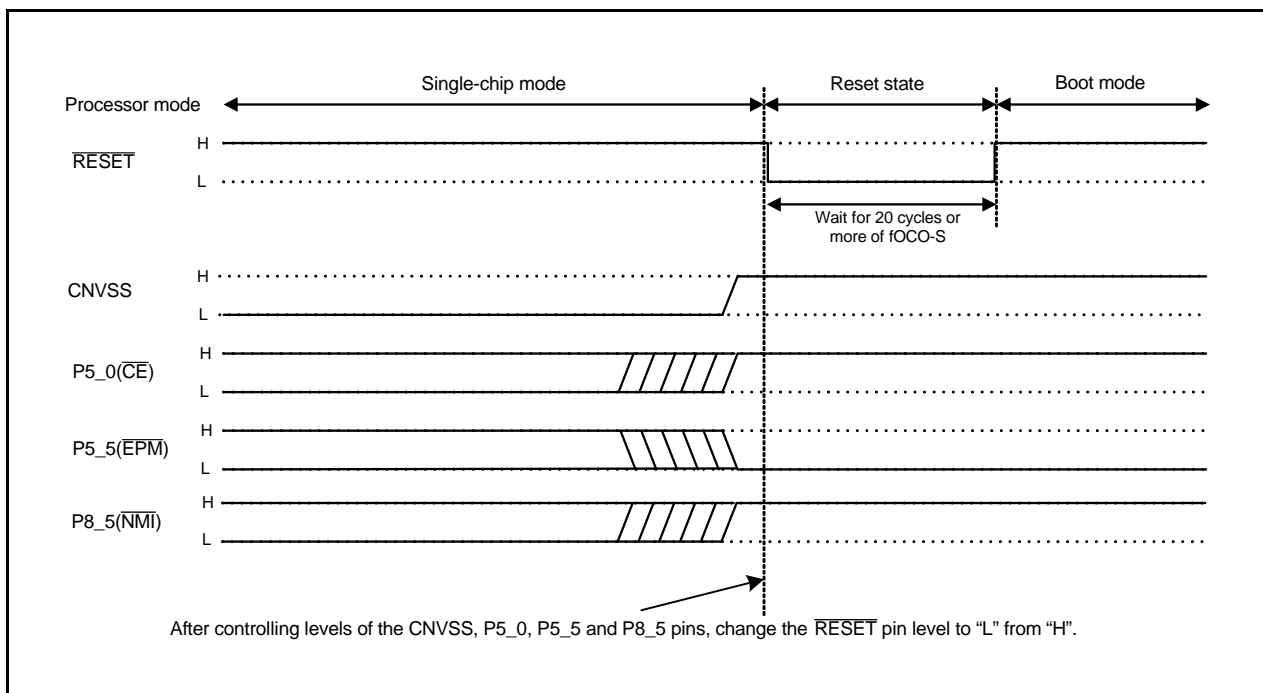 Single-chip mode
Reset state
Boot mode
Processor mode
RESET
H
L
Wait for 20 cycles or
more of fOCO-S
CNVSS
H
L
P5_0(CE)
H
L
P5_5(EPM)
H
L
P8_5(NMI)
H
L
After controlling levels of the CNVSS, P5_0, P5_5 and P8_5 pins, change the RESET pin level to “L” from “H”.